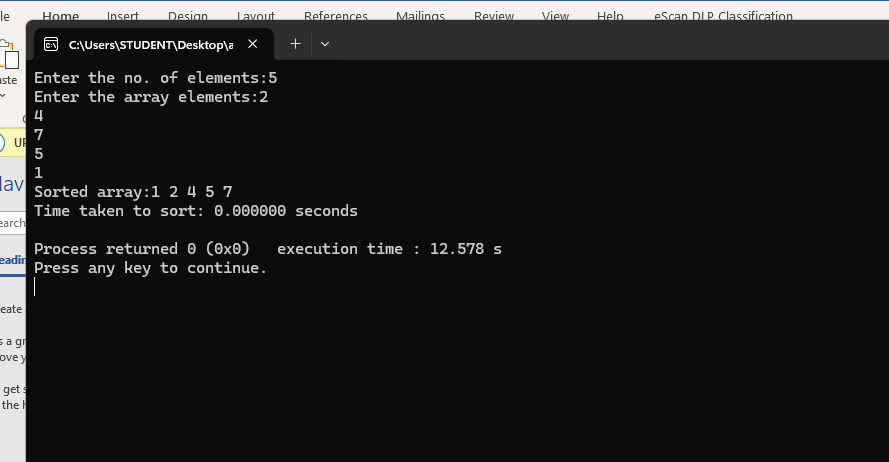 Home Insert Design Layout References Mailings Review View Help eScan DLP Classification
C:\Users\STUDENT\Desktop\a
Enter the no. of elements:5
Enter the array elements:2
4
7
5
1
Sorted array:1 2 4 5 7
Time taken to sort: 0.000000 seconds
Process returned 0 (0x0) execution time : 12.578 s
Press any key to continue.